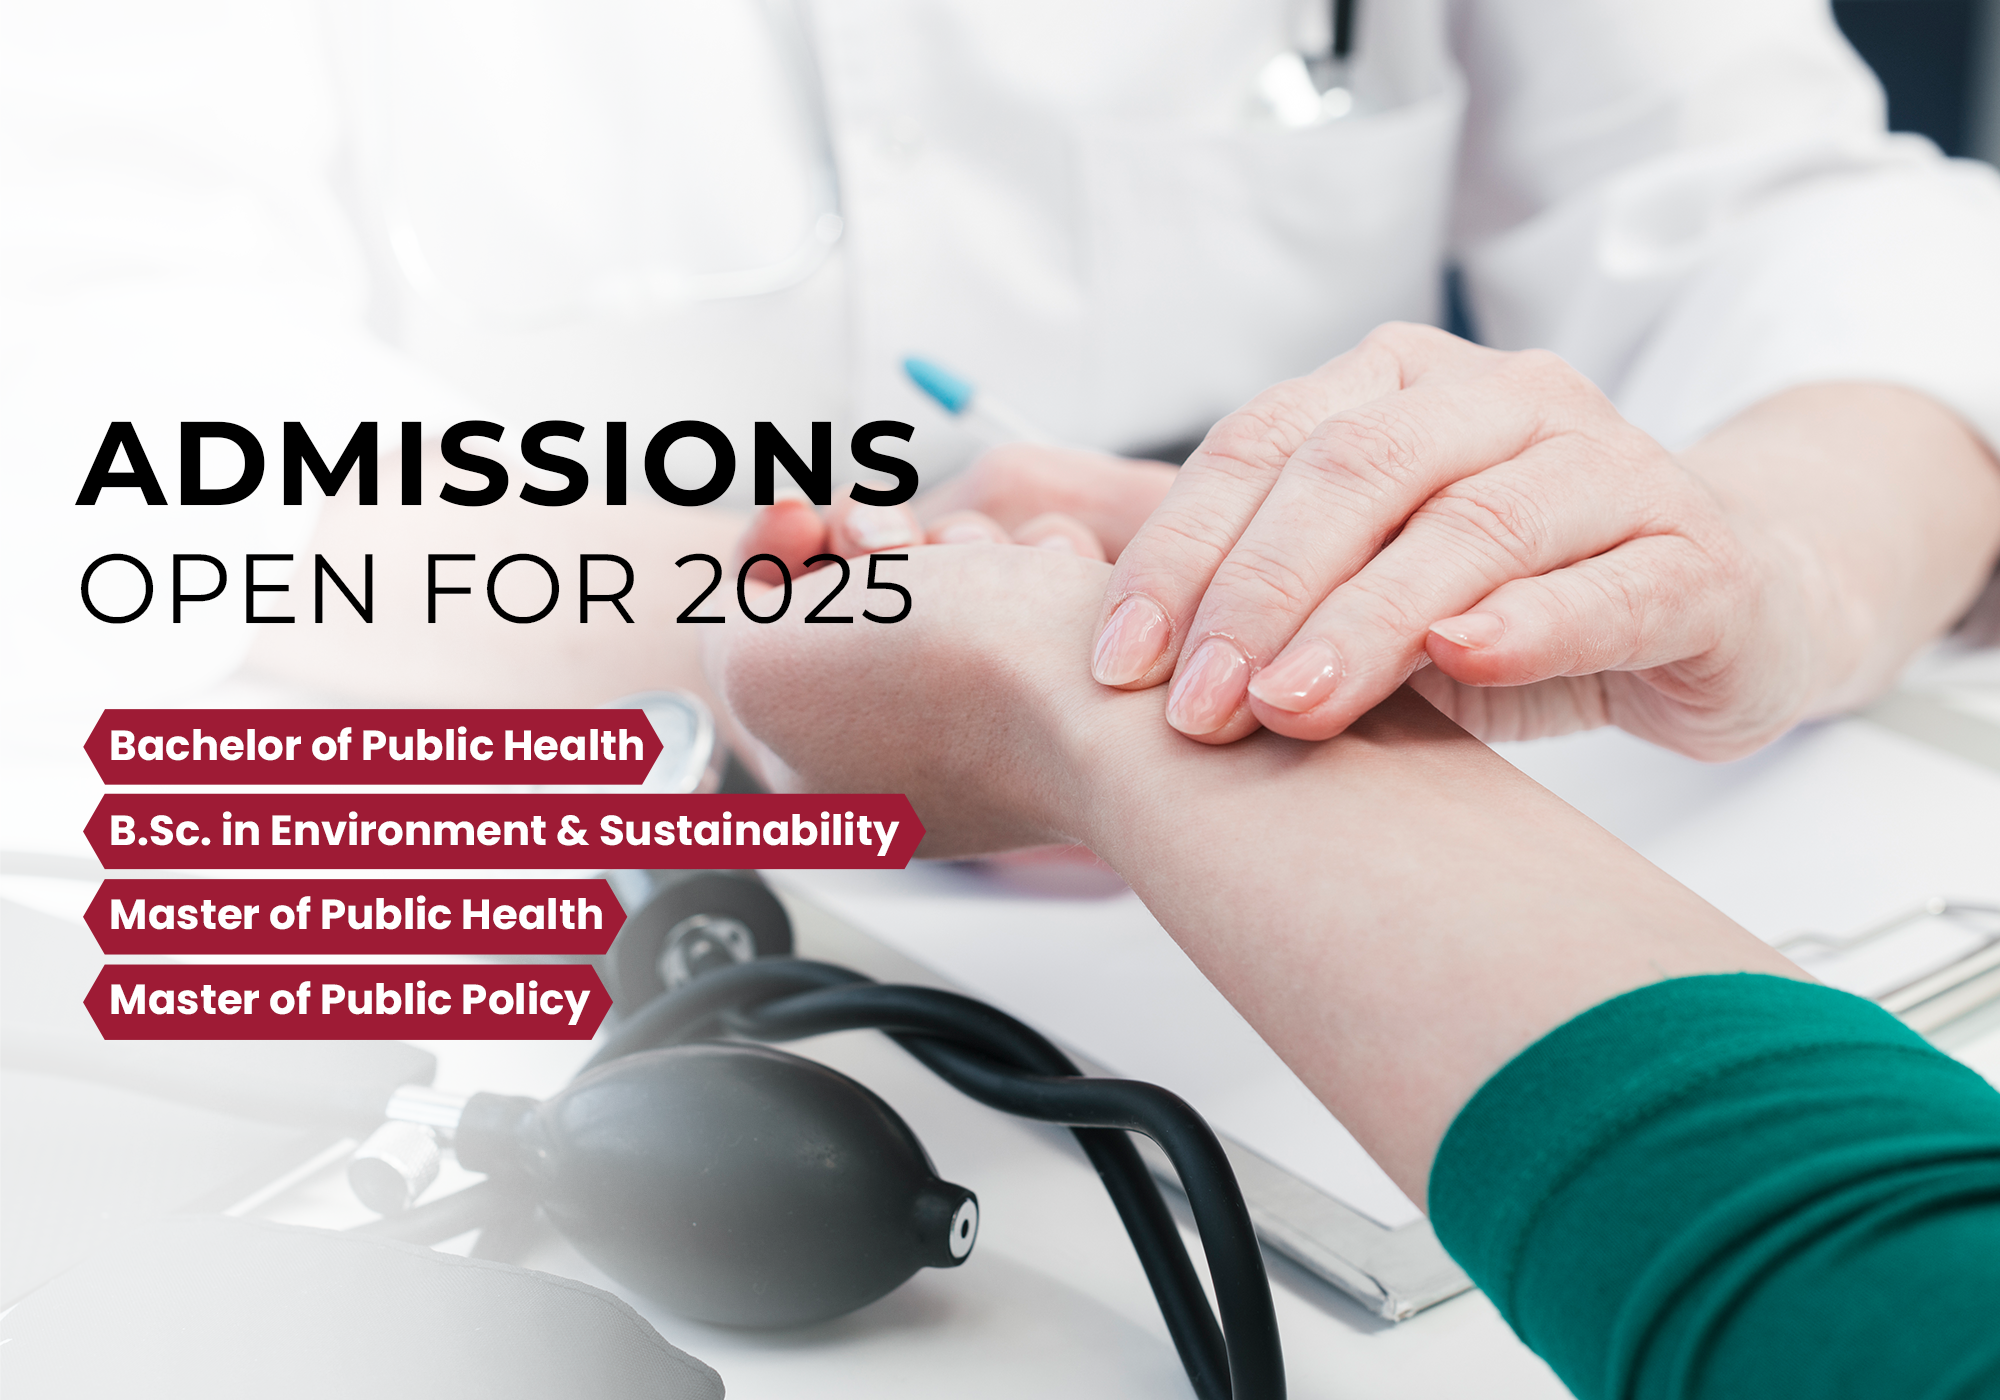 ADMISSIONS
OPEN FOR 2025
Bachelor of Public Health
B.Sc. in Environment & Sustainability
Master of Public Health
Master of Public Policy